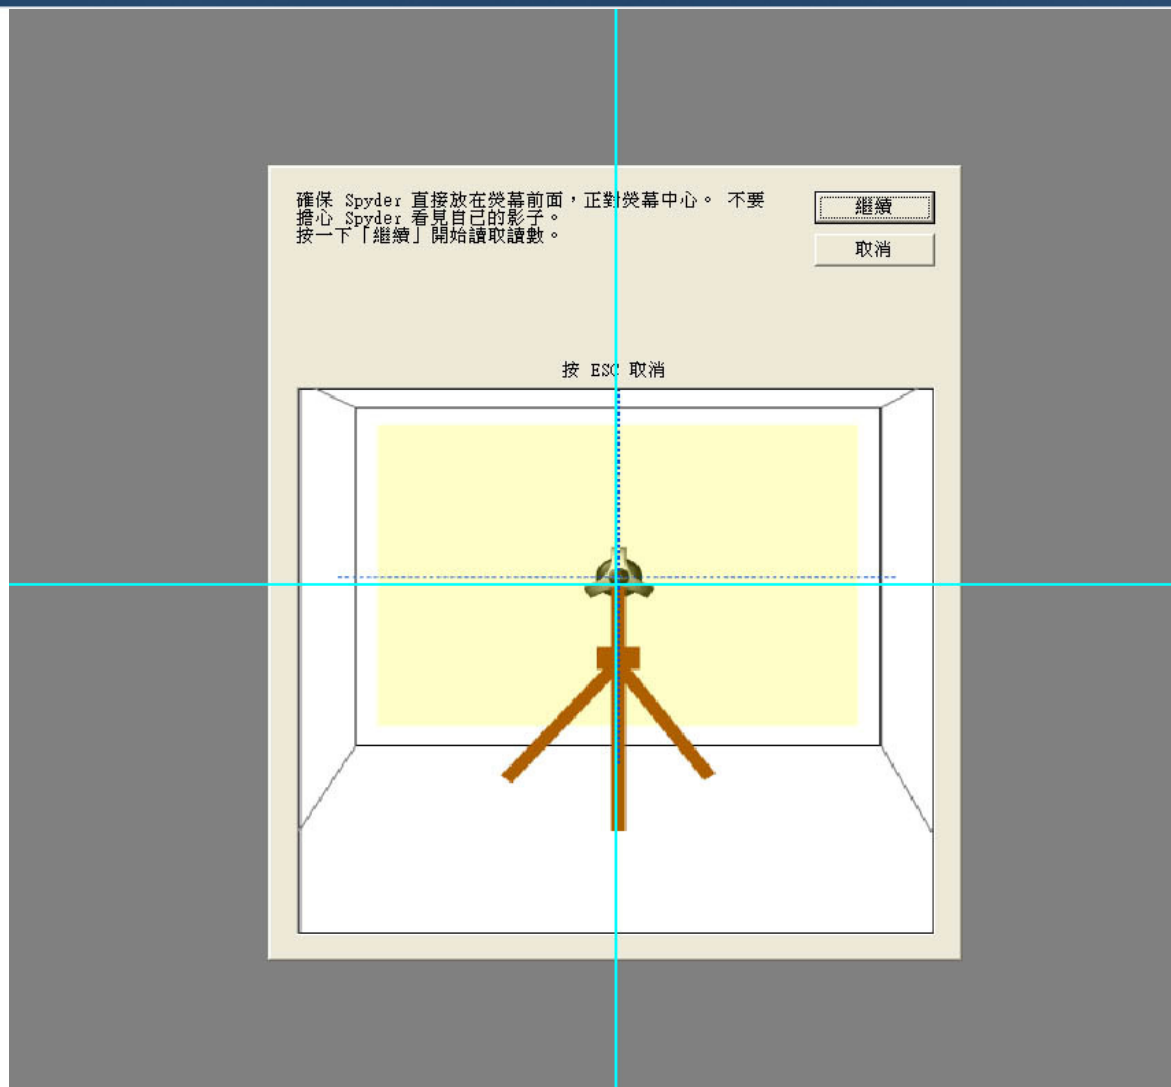 確保 Spyder 直接放在熒幕前面，正對熒幕中心。 不要
擔心 Spyder 看見自己的影子。
按一下「繼續」開始讀取讀數。
繼續
取消
按 ESC 取消